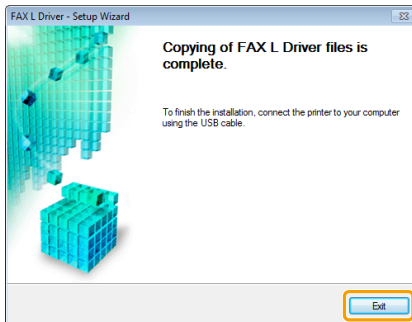 FAX L Driver - Setup Wizard
Copying of FAX L Driver files is
complete.
To finish the installation, connect the printer to your computer
using the USB cable.
Exit